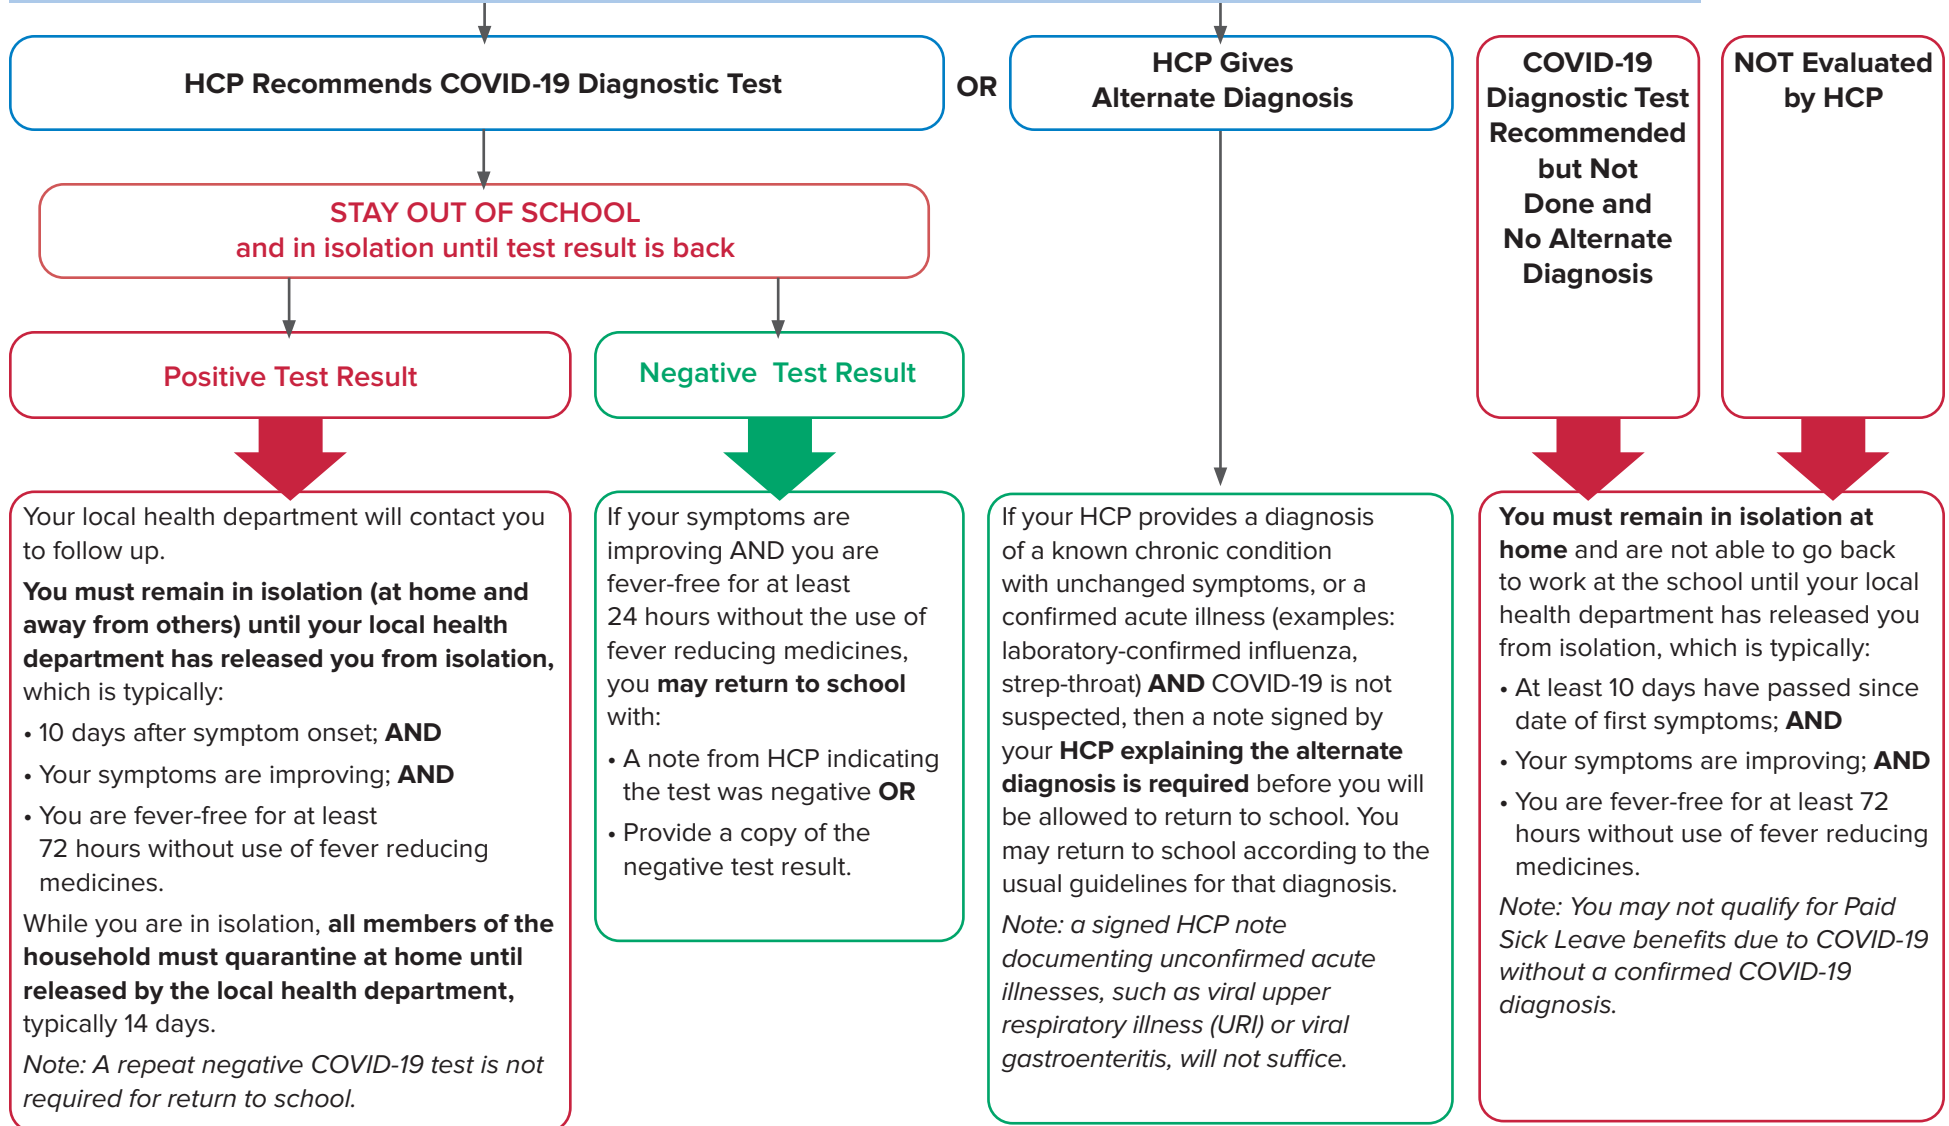 HCP Recommends COVID-19 Diagnostic Test
OR
HCP Gives
Alternate Diagnosis
COVID-19
Diagnostic Test
Recommended
but Not
Done and
No Alternate
Diagnosis
NOT Evaluated
by HCP
STAY OUT OF SCHOOL
and in isolation until test result is back
Positive Test Result
Negative Test Result
Your local health department will contact you
to follow up.
You must remain in isolation (at home and
away from others) until your local health
department has released you from isolation,
which is typically:
• 10 days after symptom onset; AND
• Your symptoms are improving; AND
• You are fever-free for at least
72 hours without use of fever reducing
medicines.
While you are in isolation, all members of the
household must quarantine at home until
released by the local health department,
typically 14 days.
Note: A repeat negative COVID-19 test is not
required for return to school.
If your symptoms are
improving AND you are
fever-free for at least
24 hours without the use of
fever reducing medicines,
you may return to school
with:
• A note from HCP indicating
the test was negative OR
• Provide a copy of the
negative test result.
If your HCP provides a diagnosis
of a known chronic condition
with unchanged symptoms, or a
confirmed acute illness (examples:
laboratory-confirmed influenza,
strep-throat) AND COVID-19 is not
suspected, then a note signed by
your HCP explaining the alternate
diagnosis is required before you will
be allowed to return to school. You
may return to school according to the
usual guidelines for that diagnosis.
Note: a signed HCP note
documenting unconfirmed acute
illnesses, such as viral upper
respiratory illness (URI) or viral
gastroenteritis, will not suffice.
You must remain in isolation at
home and are not able to go back
to work at the school until your local
health department has released you
from isolation, which is typically:
• At least 10 days have passed since
date of first symptoms; AND
• Your symptoms are improving; AND
• You are fever-free for at least 72
hours without use of fever reducing
medicines.
Note: You may not qualify for Paid
Sick Leave benefits due to COVID-19
without a confirmed COVID-19
diagnosis.